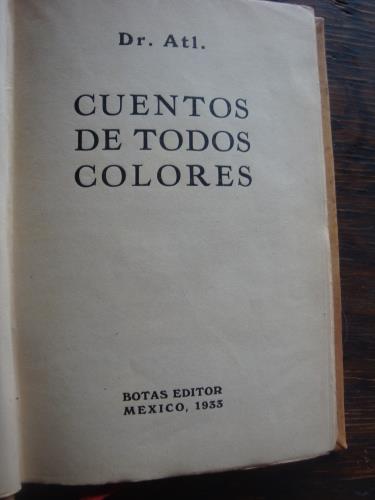 Dr. Atl.
CUENTOS
DE TODOS
COLORES
BOTAS EDITOR
MEXICO, 1933